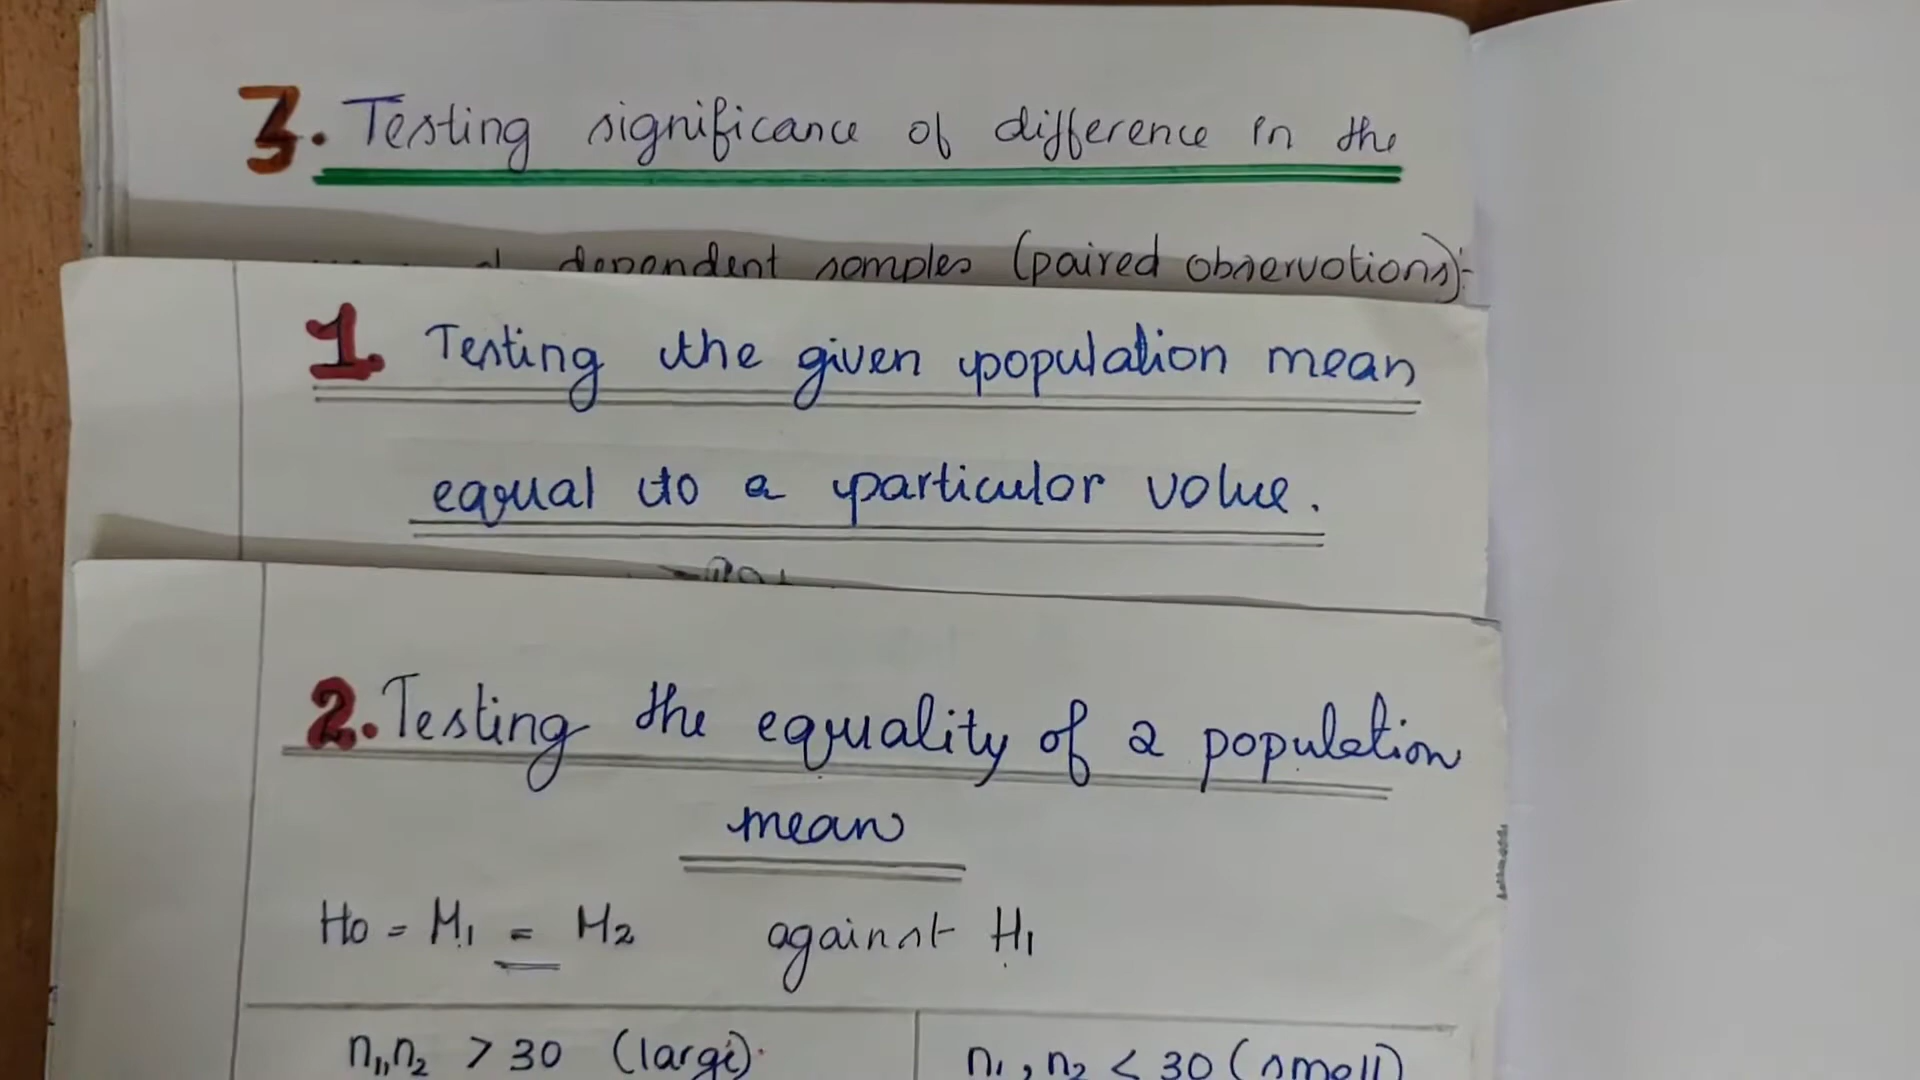 3. Testing significance of difference in the
dependent samples (paired observations):-
1. Testing the given population mean
equal to a particular value.
2. Testing the equality of 2 population
mean
H0 = M1 = M2 against H1
n1, n2 > 30 (large)
n1, n2 < 30 (small)